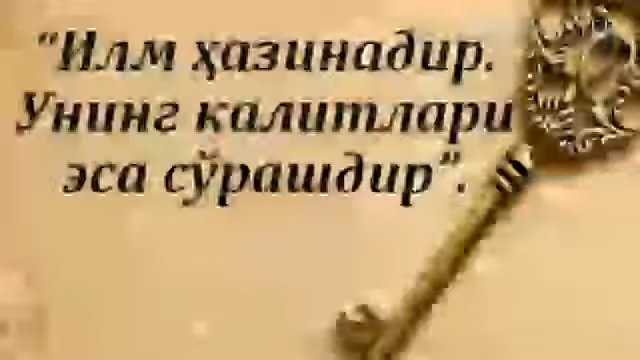 "Илм ҳазинадир.
Унинг калитлари
эса сўрашдир".